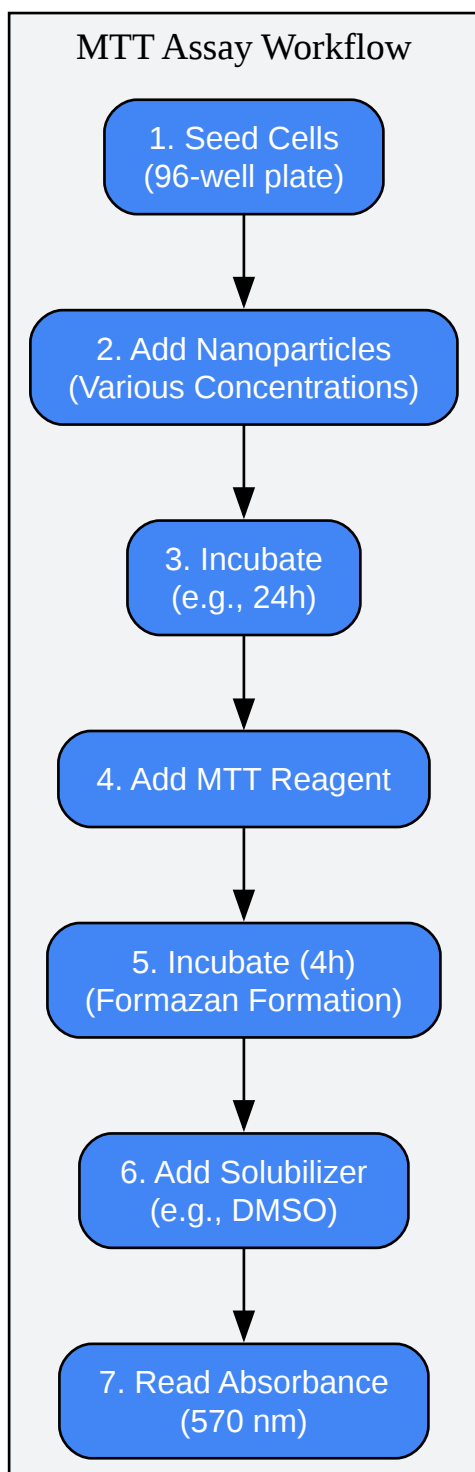 MTT Assay Workflow
1. Seed Cells
(96-well plate)
2. Add Nanoparticles
(Various Concentrations)
3. Incubate
(e.g., 24h)
4. Add MTT Reagent
5. Incubate (4h)
(Formazan Formation)
6. Add Solubilizer
(e.g., DMSO)
7. Read Absorbance
(570 nm)